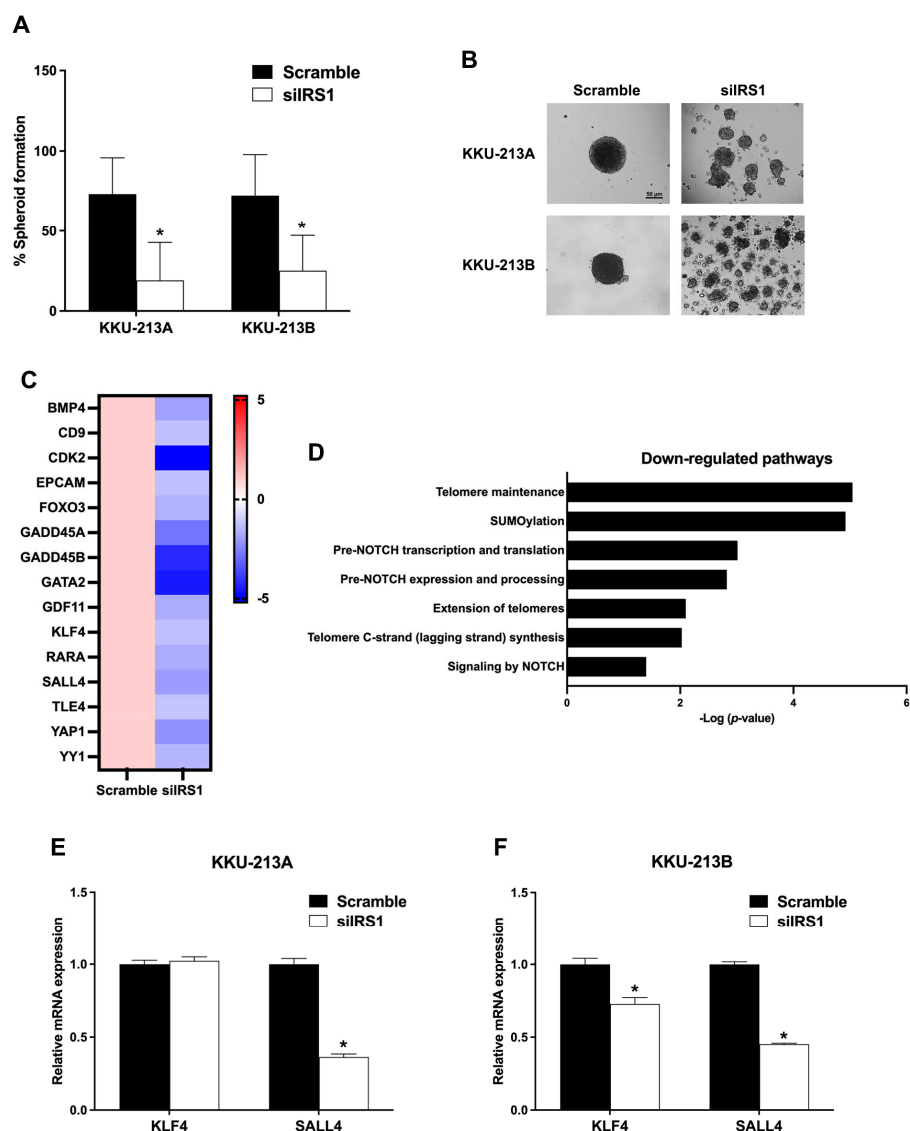 A
150
100
50
0
% Spheroid formation
Scramble
siIRS1
*
*
KKU-213A
KKU-213B
B
Scramble
siIRS1
KKU-213A
50 µm
KKU-213B
C
BMP4
CD9
CDK2
EPCAM
FOXO3
GADD45A
GADD45B
GATA2
GDF11
KLF4
RARA
SALL4
TLE4
YAP1
YY1
Scramble siIRS1
5
0
-5
D
Down-regulated pathways
Telomere maintenance
SUMOylation
Pre-NOTCH transcription and translation
Pre-NOTCH expression and processing
Extension of telomeres
Telomere C-strand (lagging strand) synthesis
Signaling by NOTCH
0 2 4 6
-Log (p-value)
E
KKU-213A
1.5
1.0
0.5
0.0
Relative mRNA expression
Scramble
siIRS1
*
KLF4
SALL4
F
KKU-213B
1.5
1.0
0.5
0.0
Relative mRNA expression
Scramble
siIRS1
*
*
KLF4
SALL4